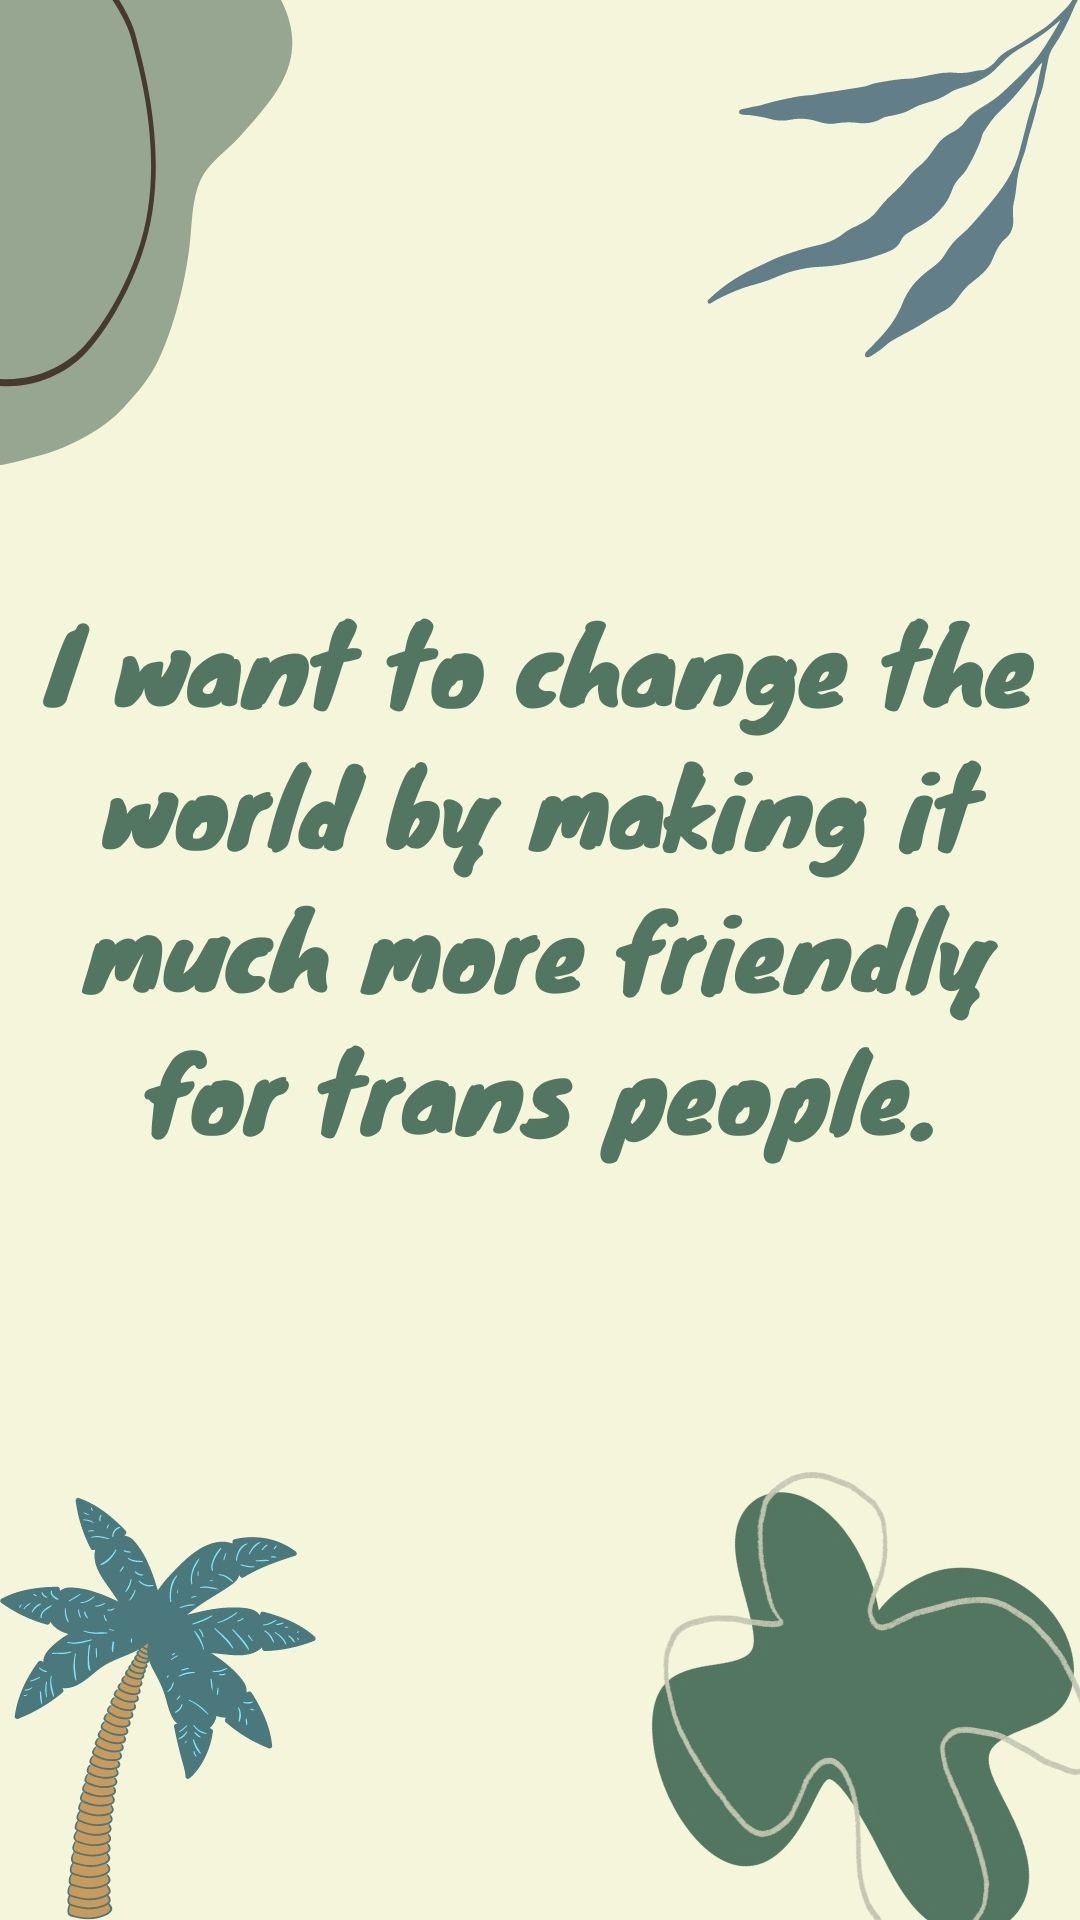 I want to change the
world by making it
much more friendly
for trans people.